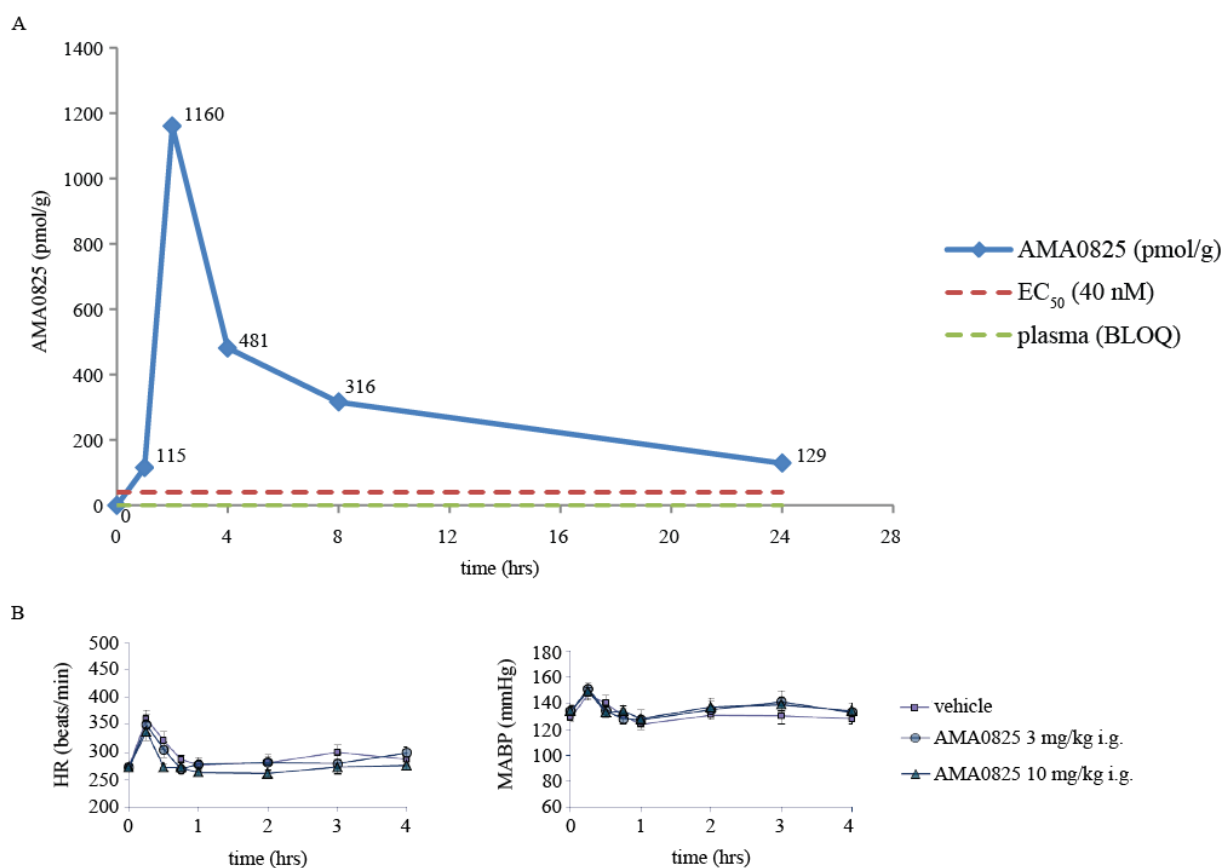 A
1400
1200
1000
800
600
400
200
0
AMA0825 (pmol/g)
1160
481
316
115
129
0
0 4 8 12 16 20 24 28
time (hrs)
AMA0825 (pmol/g)
EC50 (40 nM)
plasma (BLOQ)
B
500
450
400
350
300
250
200
HR (beats/min)
0 1 2 3 4
time (hrs)
180
160
140
120
100
80
60
MABP (mmHg)
0 1 2 3 4
time (hrs)
vehicle
AMA0825 3 mg/kg i.g.
AMA0825 10 mg/kg i.g.